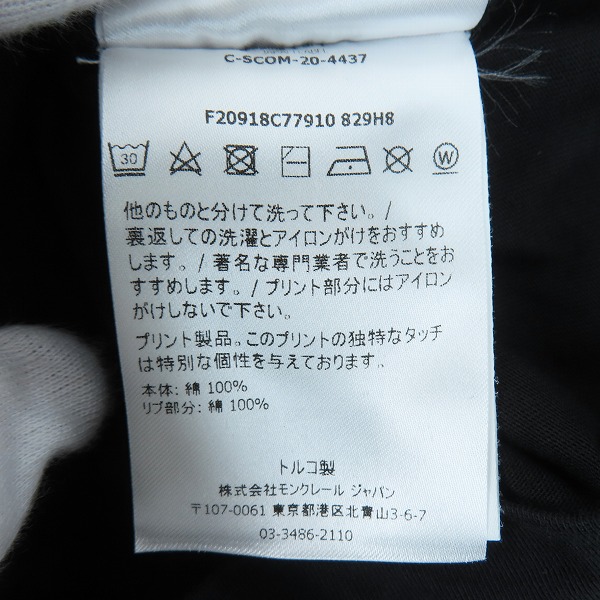 C-SCOM-20-4437
F20918C77910 829H8
30
W
他のものと分けて洗って下さい。/
裏返しての洗濯とアイロンがけをおすすめ
します。/ 著名な専門業者で洗うことをお
すすめします。/ プリント部分にはアイロン
がけしないで下さい。
プリント製品。このプリントの独特なタッチ
は特別な個性を与えております。
本体: 綿 100%
リブ部分: 綿 100%
トルコ製
株式会社モンクレール ジャパン
〒107-0061 東京都港区北青山3-6-7
03-3486-2110